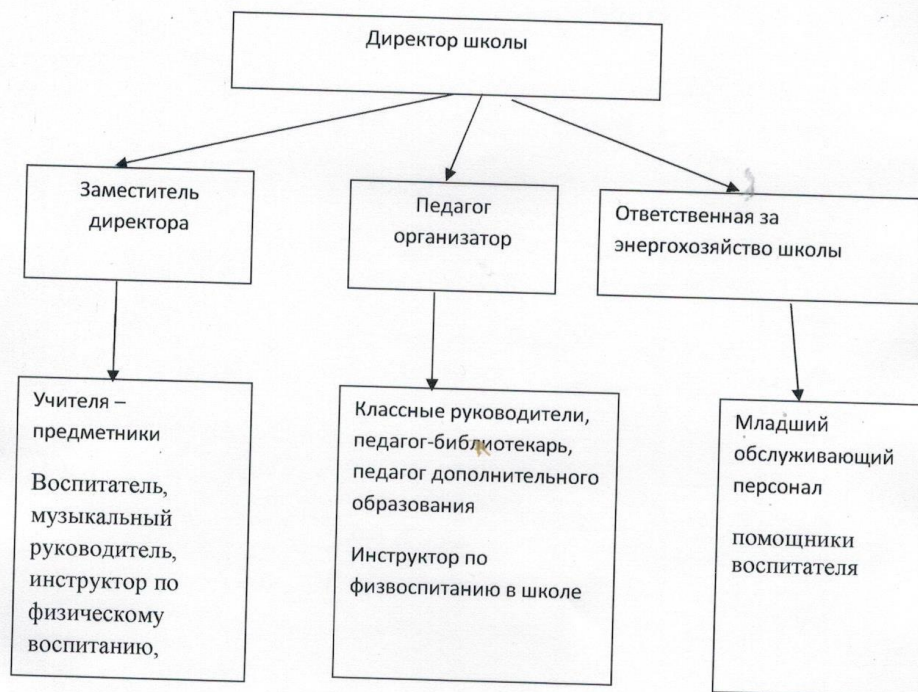 Директор школы
Заместитель
директора
Педагог
организатор
Ответственная за
энергохозяйство школы
Учителя –
предметники
Воспитатель,
музыкальный
руководитель,
инструктор по
физическому
воспитанию,
Классные руководители,
педагог-библиотекарь,
педагог дополнительного
образования
Инструктор по
физвоспитанию в школе
Младший
обслуживающий
персонал
помощники
воспитателя